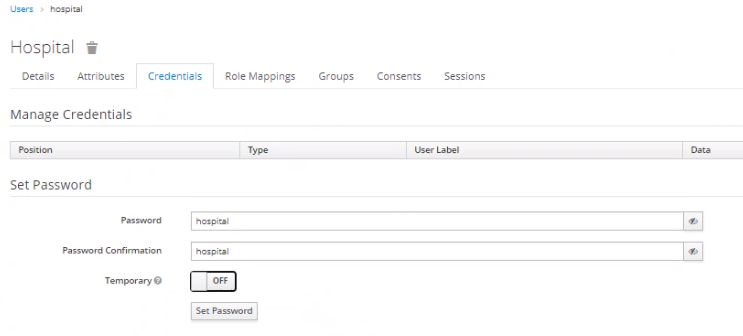 Users › hospital
Hospital
Details Attributes Credentials Role Mappings Groups Consents Sessions
Manage Credentials
Position Type User Label Data
Set Password
Password hospital
Password Confirmation hospital
Temporary OFF
Set Password